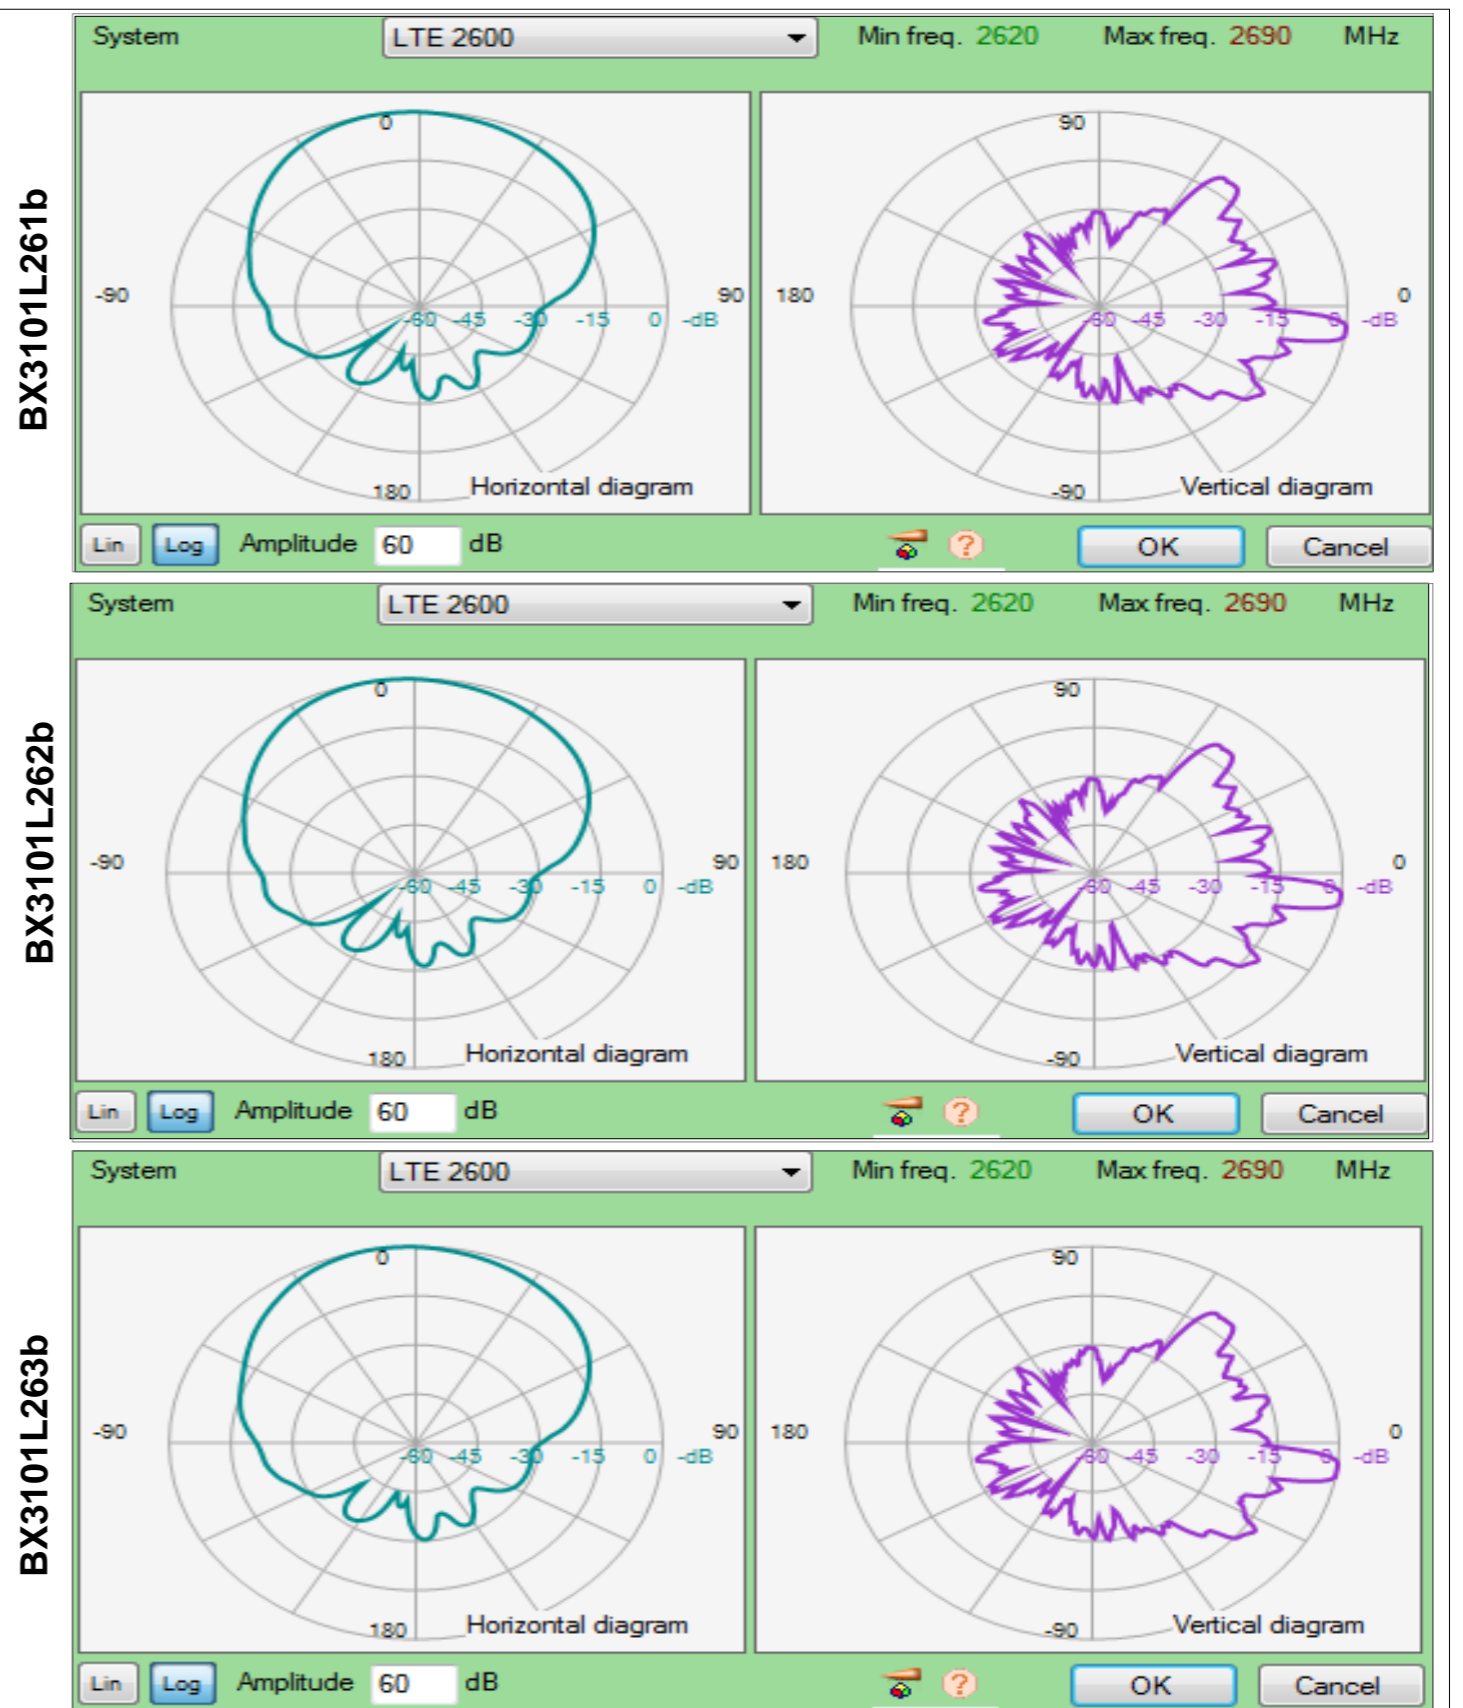 BX3101L261b
System LTE 2600 Min freq. 2620 Max freq. 2690 MHz
0 90
-90 90 180 0
-60 -45 -30 -15 0 -dB -60 -45 -30 -15 0 -dB
180 Horizontal diagram -90 Vertical diagram
Lin Log Amplitude 60 dB ? OK Cancel
BX3101L262b
System LTE 2600 Min freq. 2620 Max freq. 2690 MHz
0 90
-90 90 180 0
-60 -45 -30 -15 0 -dB -60 -45 -30 -15 0 -dB
180 Horizontal diagram -90 Vertical diagram
Lin Log Amplitude 60 dB ? OK Cancel
BX3101L263b
System LTE 2600 Min freq. 2620 Max freq. 2690 MHz
0 90
-90 90 180 0
-60 -45 -30 -15 0 -dB -60 -45 -30 -15 0 -dB
180 Horizontal diagram -90 Vertical diagram
Lin Log Amplitude 60 dB ? OK Cancel